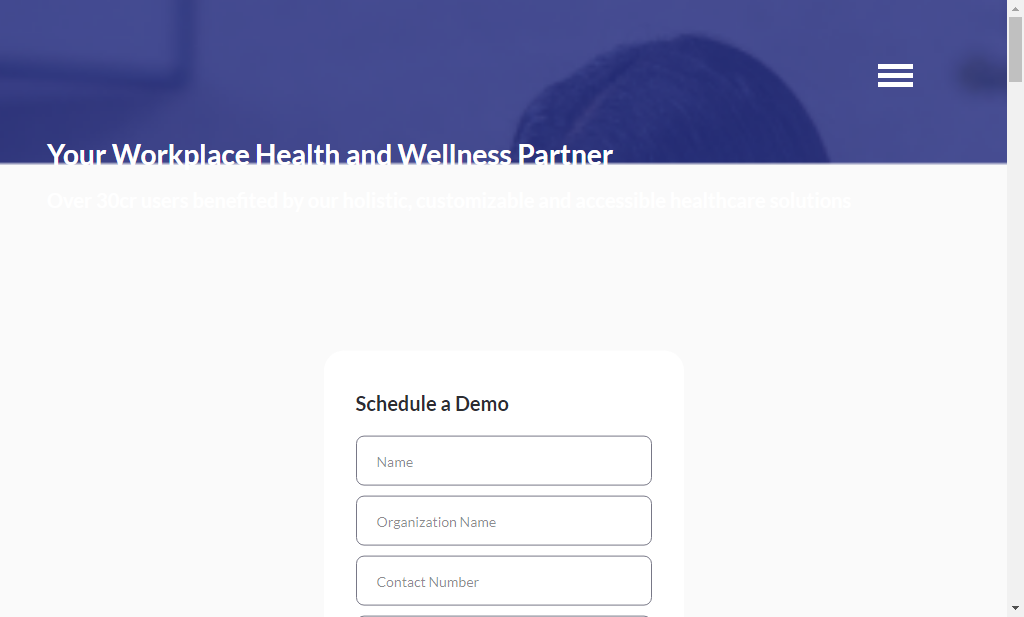 Your Workplace Health and Wellness Partner
Over 30cr users benefited by our holistic, customizable and accessible healthcare solutions
Schedule a Demo
Name
Organization Name
Contact Number